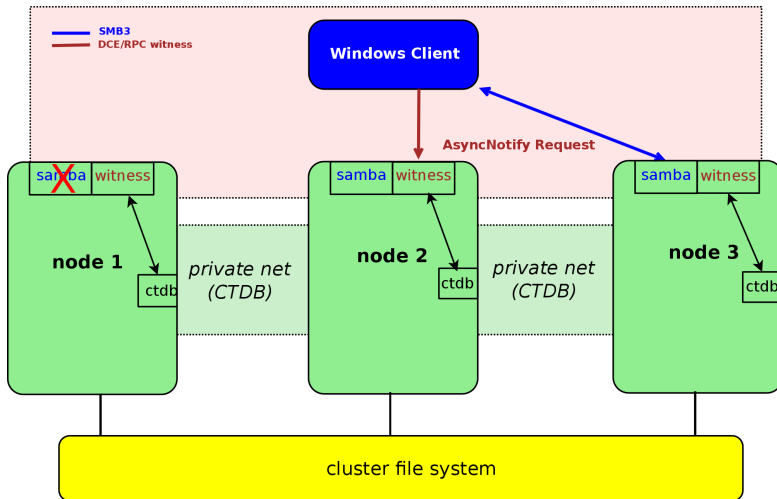 SMB3
DCE/RPC witness
Windows Client
AsyncNotify Request
samba witness
samba witness
samba witness
node 1
node 2
node 3
private net
(CTDB)
private net
(CTDB)
ctdb
ctdb
ctdb
cluster file system